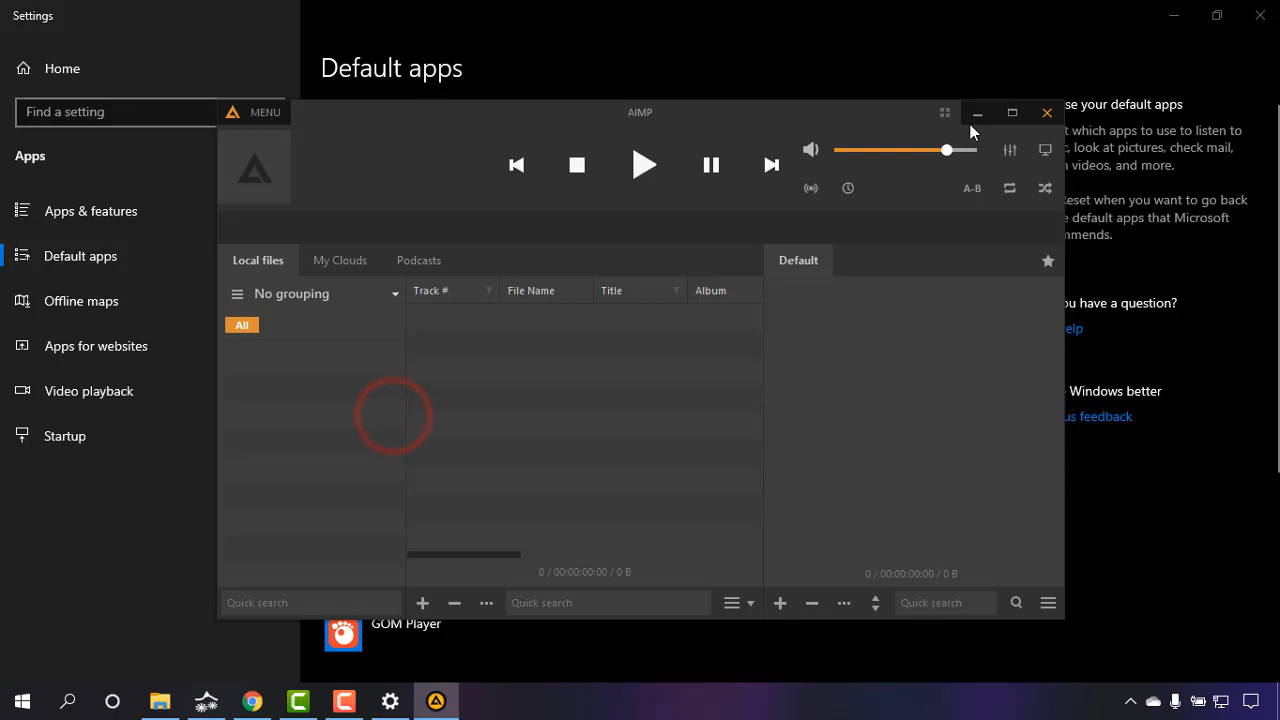 Settings
Home
Find a setting
Apps
Apps & features
Default apps
Offline maps
Apps for websites
Video playback
Startup
Default apps
MENU
AIMP
A-B
Local files
My Clouds
Podcasts
No grouping
All
Track #
File Name
Title
Album
0 / 00:00:00:00 / 0 B
Quick search
Quick search
Default
0 / 00:00:00:00 / 0 B
Quick search
GOM Player
se your default apps
t which apps to use to listen to
, look at pictures, check mail,
videos, and more.
Reset when you want to go back
e default apps that Microsoft
mmends.
ou have a question?
elp
Windows better
us feedback